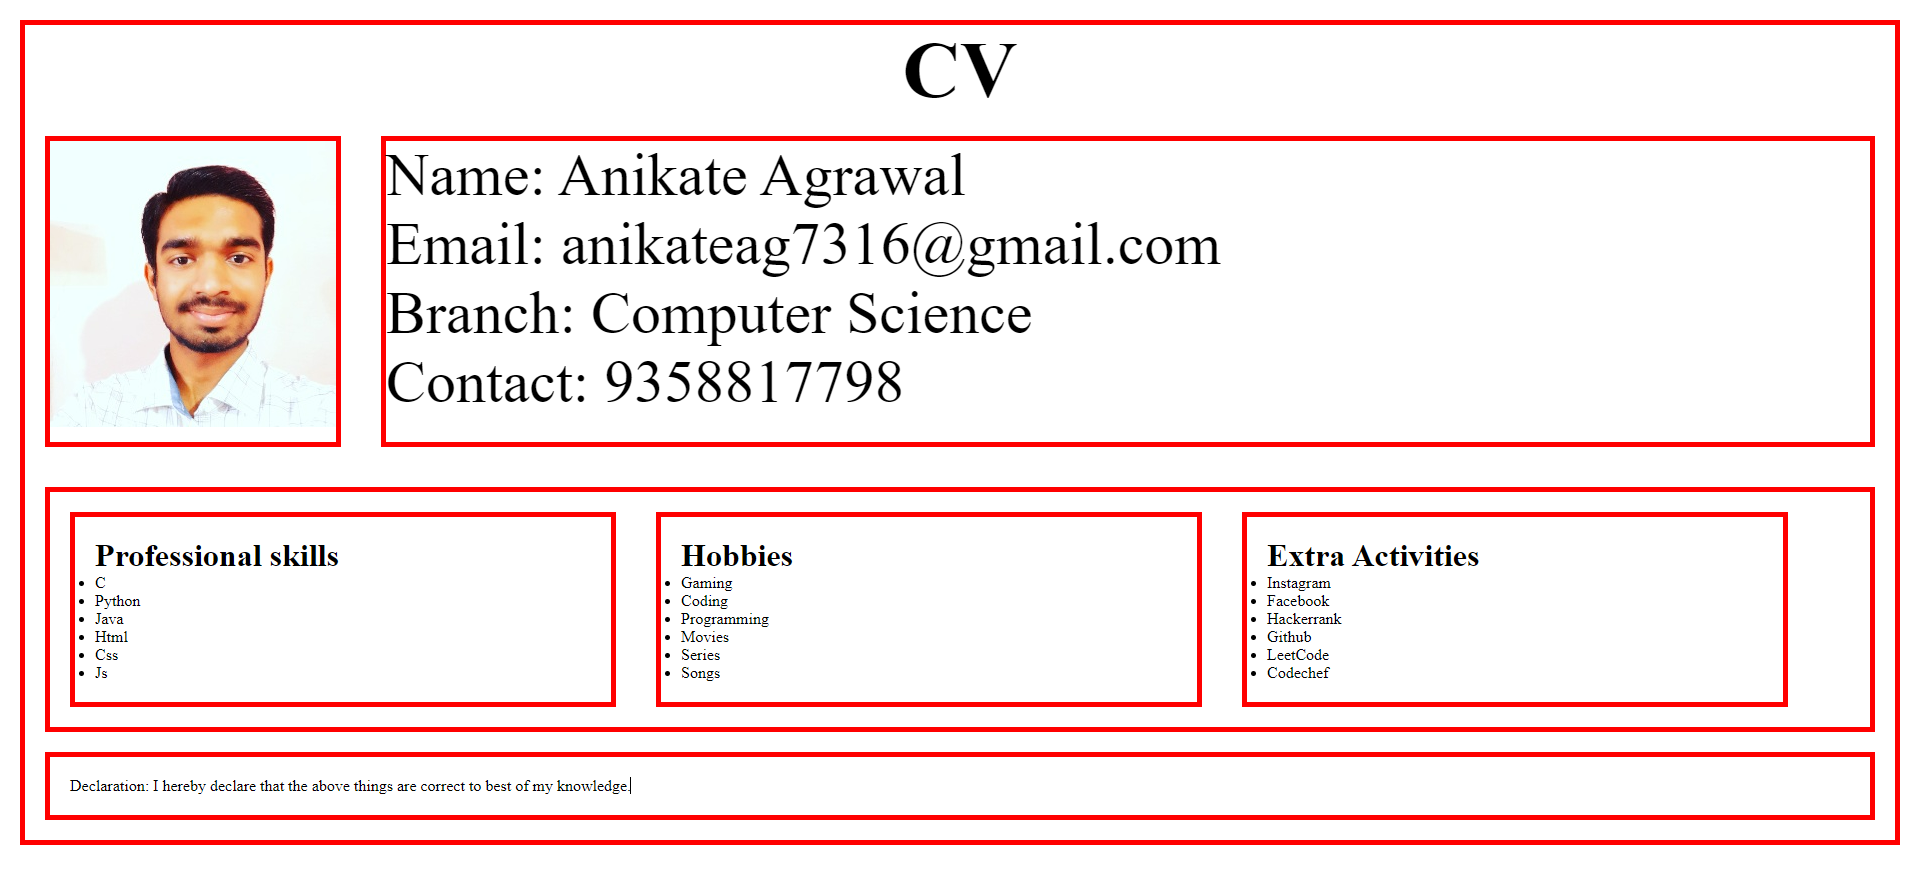 CV
Name: Anikate Agrawal
Email: anikateag7316@gmail.com
Branch: Computer Science
Contact: 9358817798
Professional skills
C
Python
Java
Html
Css
Js
Hobbies
Gaming
Coding
Programming
Movies
Series
Songs
Extra Activities
Instagram
Facebook
Hackerrank
Github
LeetCode
Codechef
Declaration: I hereby declare that the above things are correct to best of my knowledge.